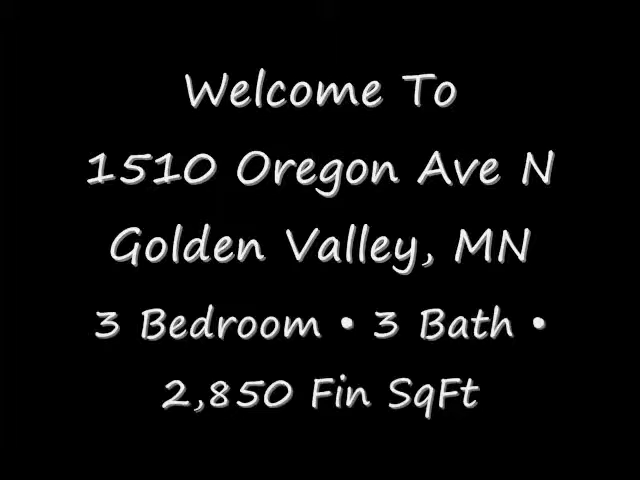 Welcome To
1510 Oregon Ave N
Golden Valley, MN
3 Bedroom • 3 Bath •
2,850 Fin SqFt